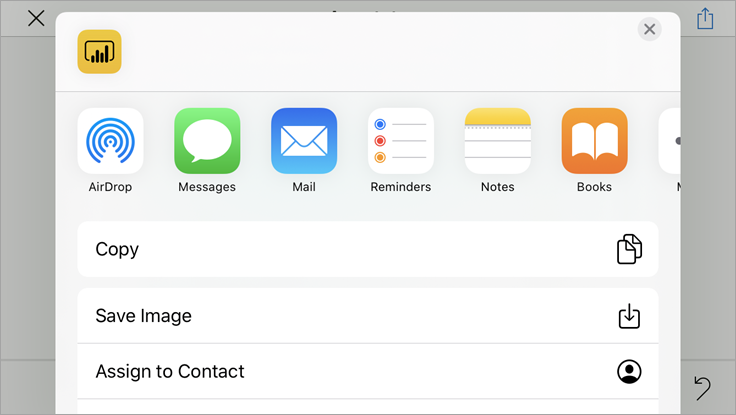 AirDrop Messages Mail Reminders Notes Books
Copy
Save Image
Assign to Contact